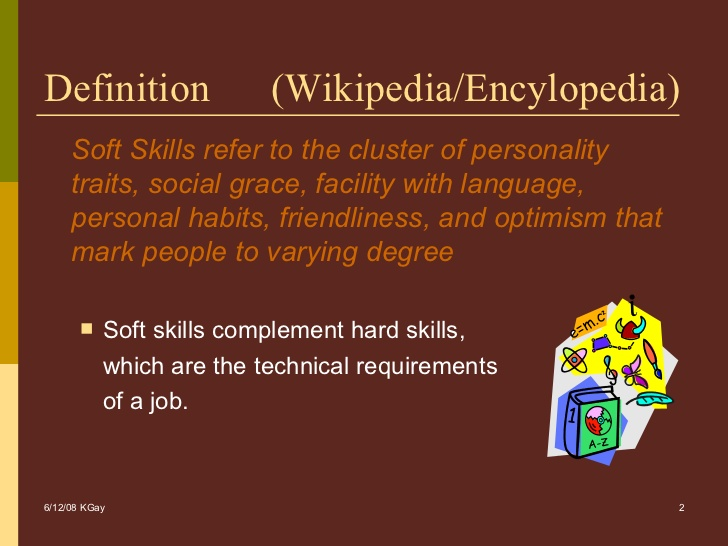 Definition (Wikipedia/Encylopedia)
Soft Skills refer to the cluster of personality
traits, social grace, facility with language,
personal habits, friendliness, and optimism that
mark people to varying degree
Soft skills complement hard skills,
which are the technical requirements
of a job.
i
e=m.c²
1
A-Z
6/12/08 KGay
2